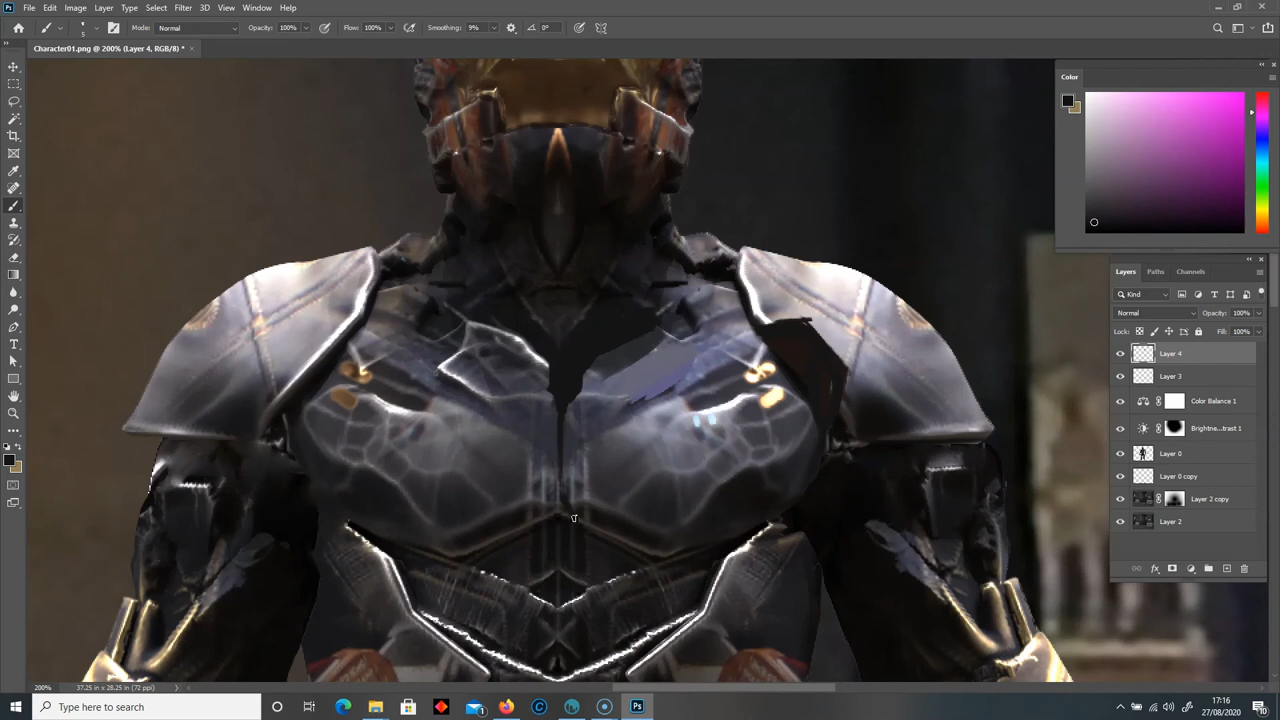 File Edit Image Layer Type Select Filter 3D View Window Help
5 Mode: Normal Opacity: 100% Flow: 100% Smoothing: 9% 0°
Character01.png @ 200% (Layer 4, RGB/8) *
Color
Layers Paths Channels
Kind
Normal Opacity: 100%
Lock: Fill: 100%
Layer 4
Layer 3
Color Balance 1
Brightne...trast 1
Layer 0
Layer 0 copy
Layer 2 copy
Layer 2
200% 37.25 in x 28.25 in (72 ppi)
Type here to search
17:16
27/08/2020